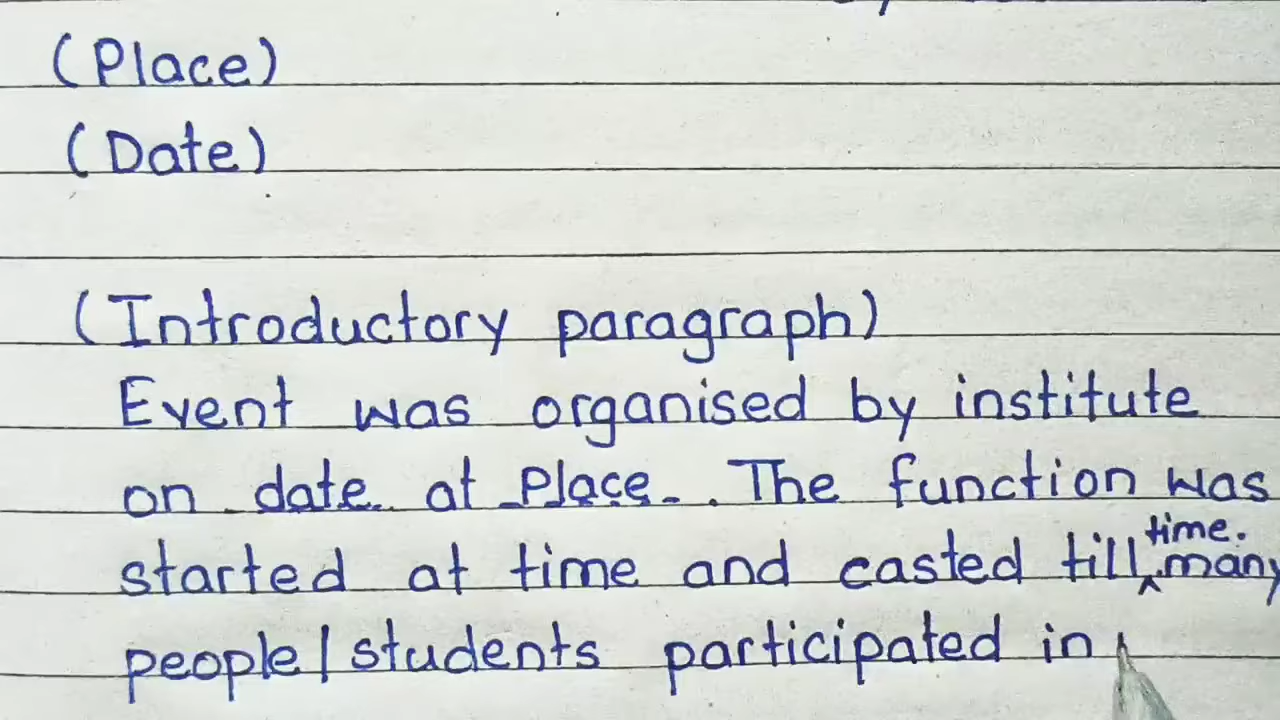 (Place)
(Date)
(Introductory paragraph)
Event was organised by institute
on date at Place. The function was
started at time and casted till time. many
people/students participated in